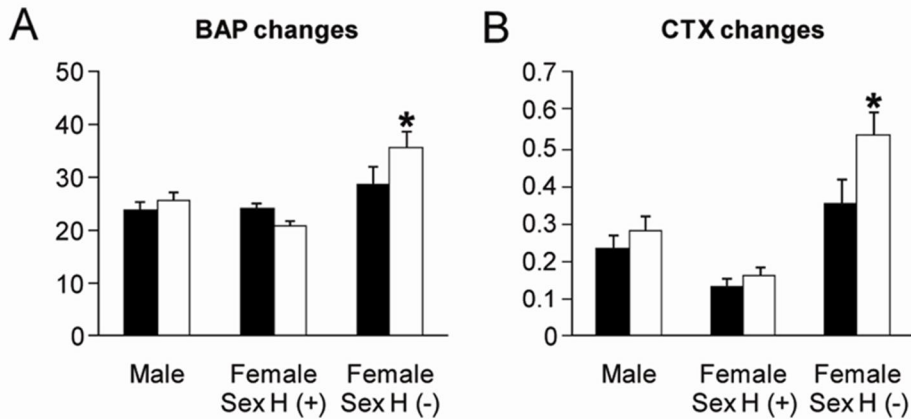 A
BAP changes
50
40
30
20
10
0
*
Male
Female
Sex H (+)
Female
Sex H (-)
B
CTX changes
0.7
0.6
0.5
0.4
0.3
0.2
0.1
0
*
Male
Female
Sex H (+)
Female
Sex H (-)